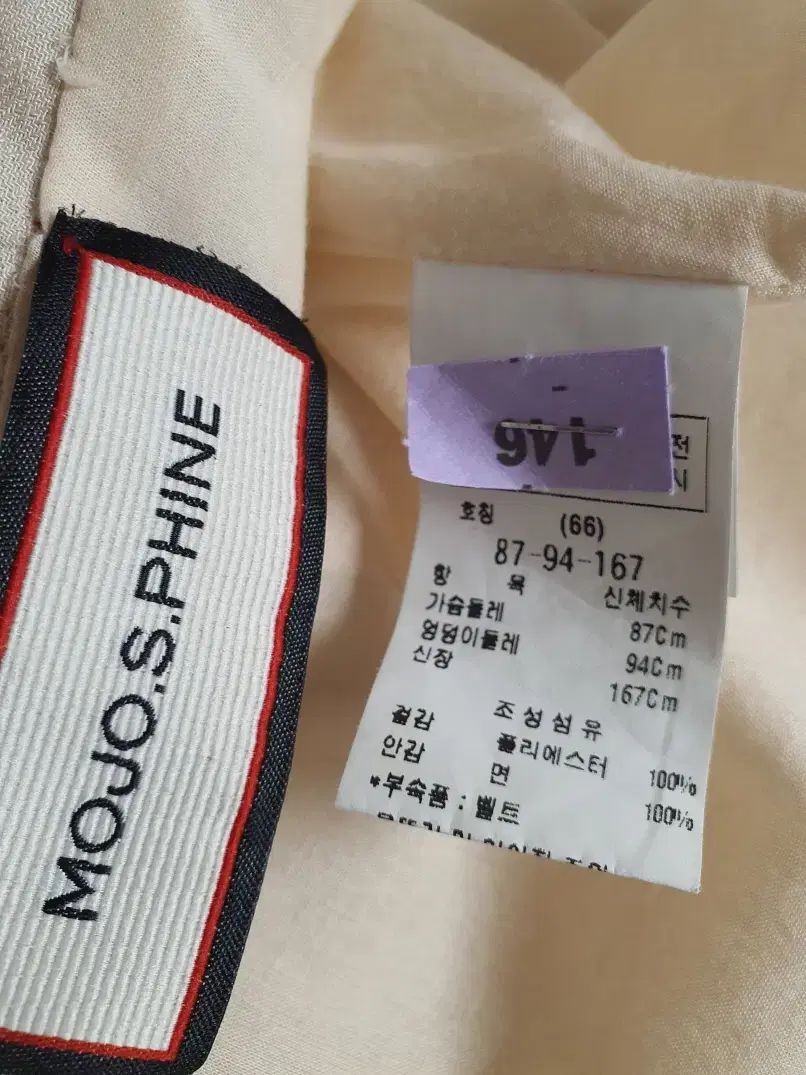 MOJO.S.PHINE
전
시
호칭 (66)
87-94-167
항 목 신체치수
가슴둘레 87Cm
엉덩이둘레 94Cm
신장 167Cm
조성섬유
겉감 폴리에스터 100%
안감 면 100%
*부속품 : 벨트